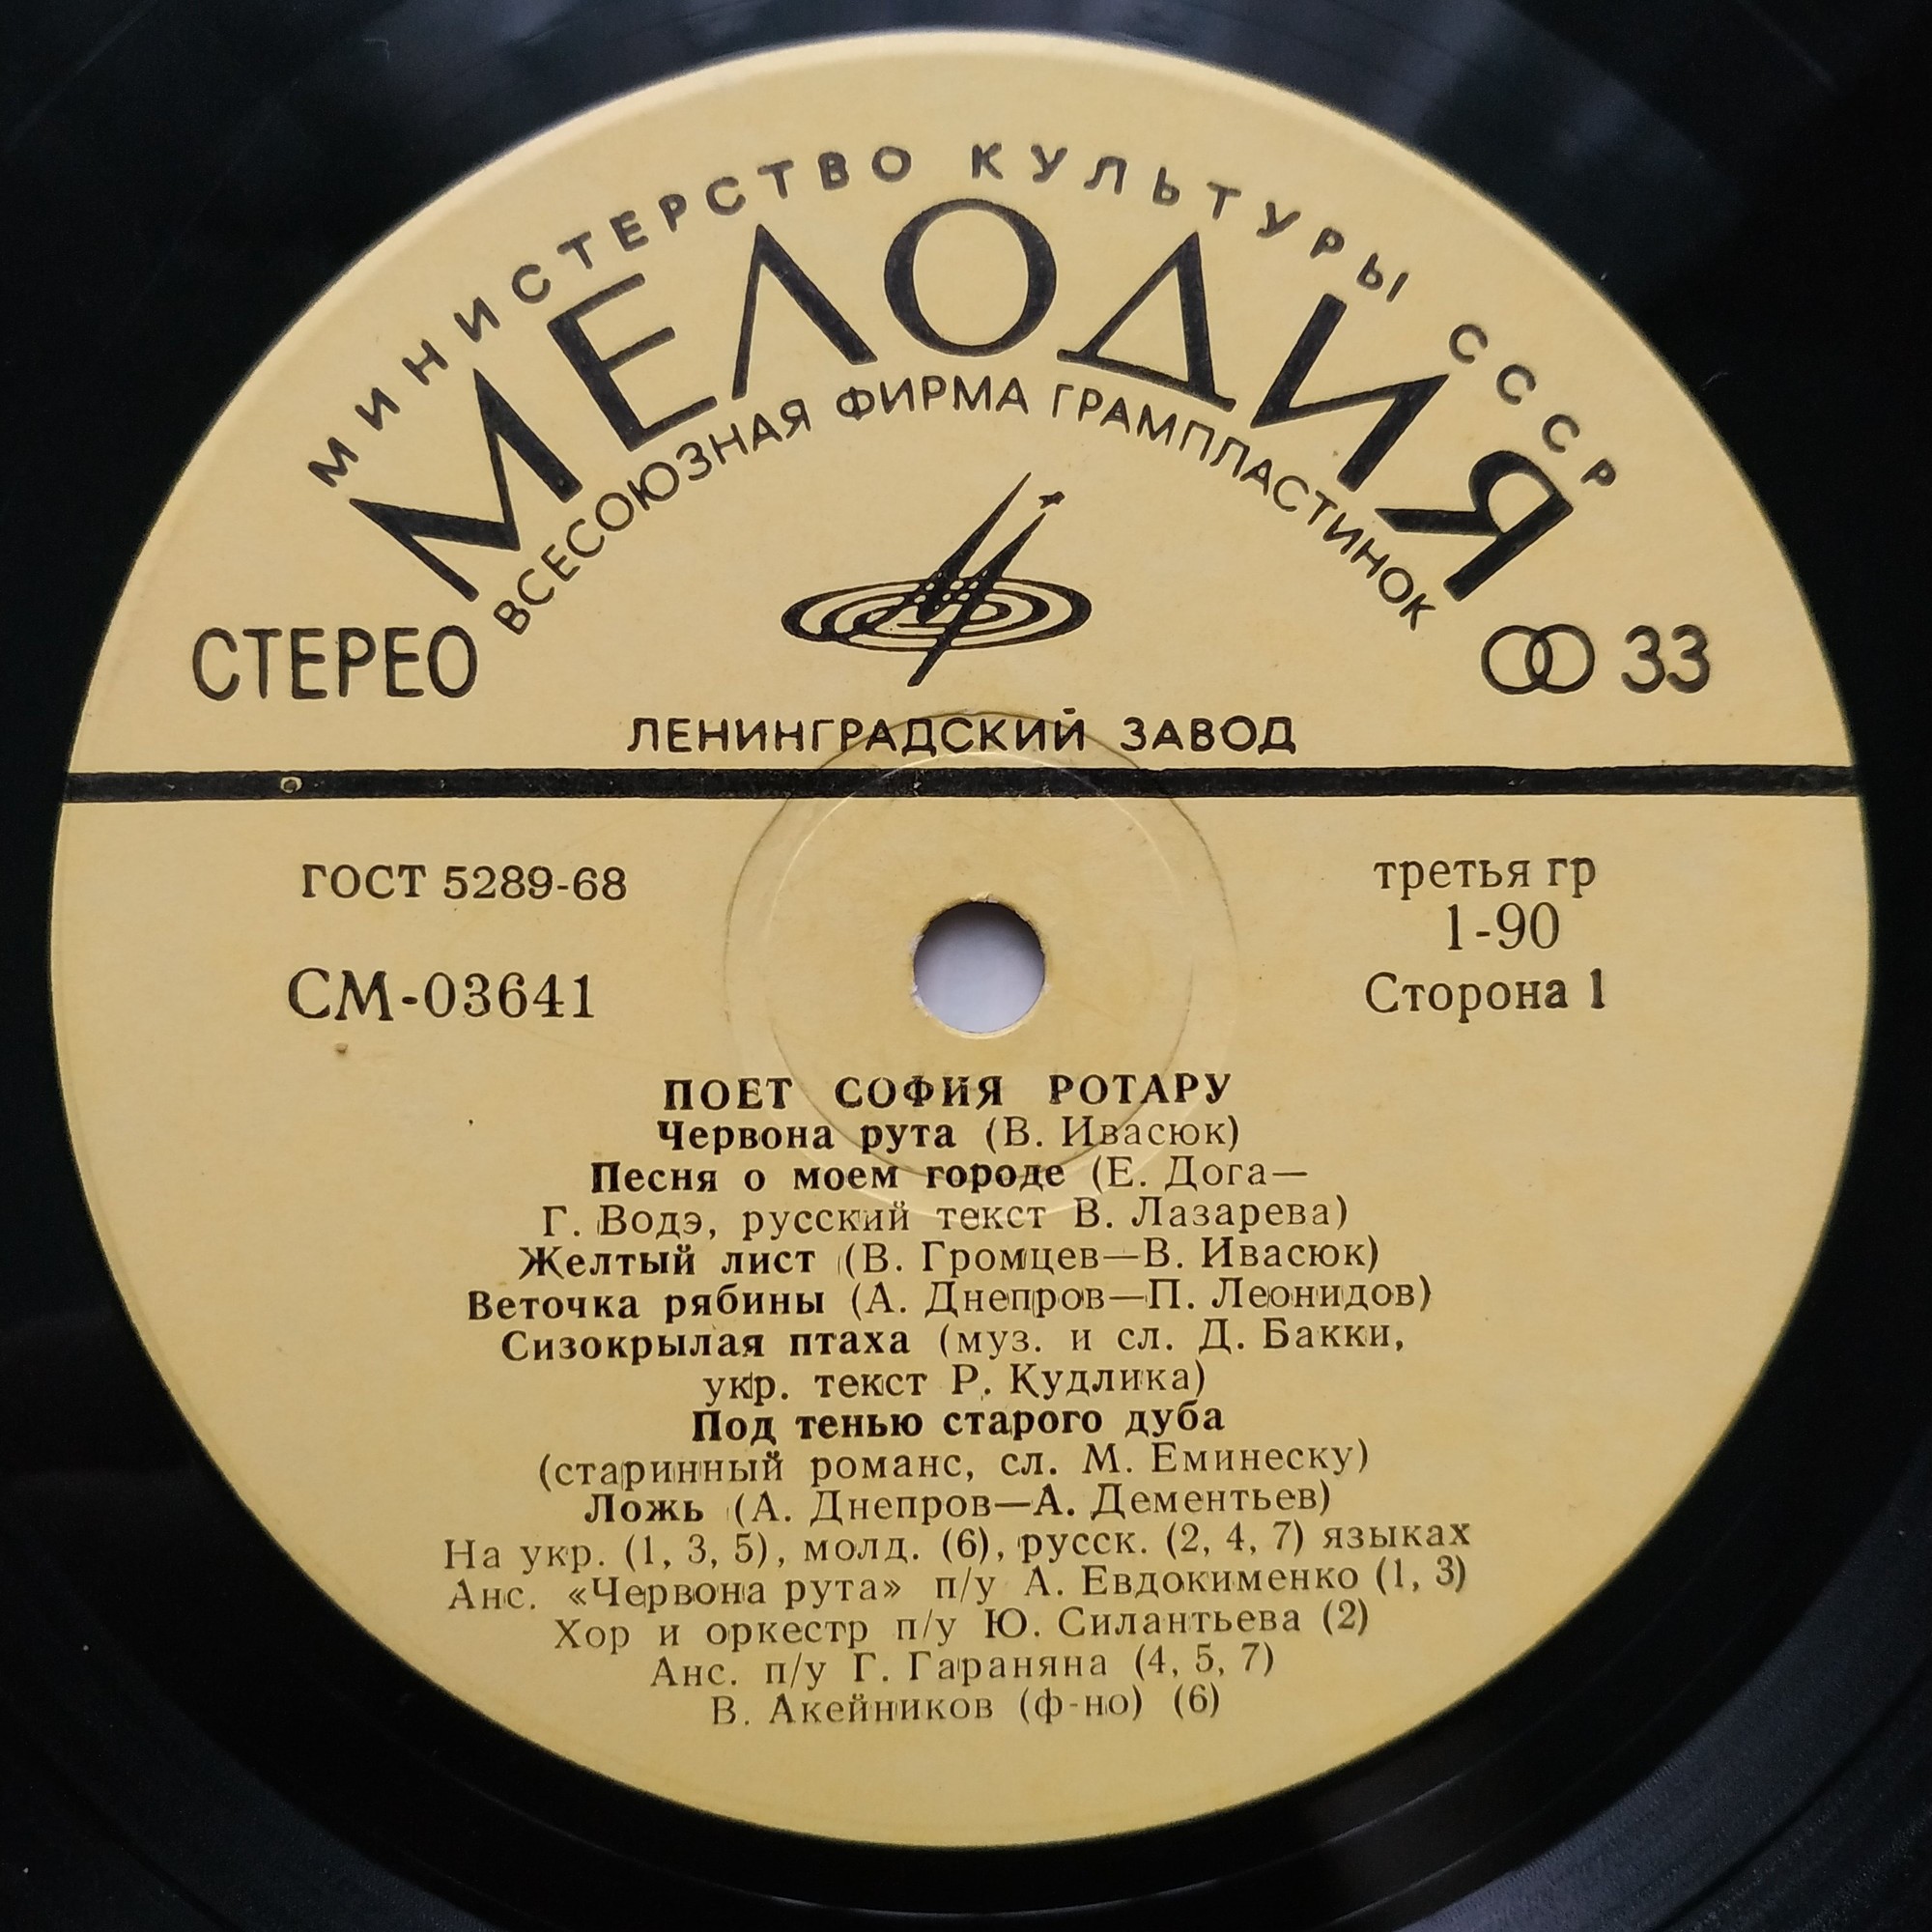 МИНИСТЕРСТВО КУЛЬТУРЫ СССР
МЕЛОДИЯ
ВСЕСОЮЗНАЯ ФИРМА ГРАМПЛАСТИНОК
СТЕРЕО
33
ЛЕНИНГРАДСКИЙ ЗАВОД
ГОСТ 5289-68
третья гр
1-90
СМ-03641
Сторона 1
ПОЕТ СОФИЯ РОТАРУ
Червона рута (В. Ивасюк)
Песня о моем городе (Е. Дога—
Г. Водэ, русский текст В. Лазарева)
Желтый лист (В. Громцев—В. Ивасюк)
Веточка рябины (А. Днепров—П. Леонидов)
Сизокрылая птаха (муз. и сл. Д. Бакки,
укр. текст Р. Кудлика)
Под тенью старого дуба
(старинный романс, сл. М. Еминеску)
Ложь (А. Днепров—А. Дементьев)
На укр. (1, 3, 5), молд. (6), русск. (2, 4, 7) языках
Анс. «Червона рута» п/у А. Евдокименко (1, 3)
Хор и оркестр п/у Ю. Силантьева (2)
Анс. п/у Г. Гараняна (4, 5, 7)
В. Акейников (ф-но) (6)